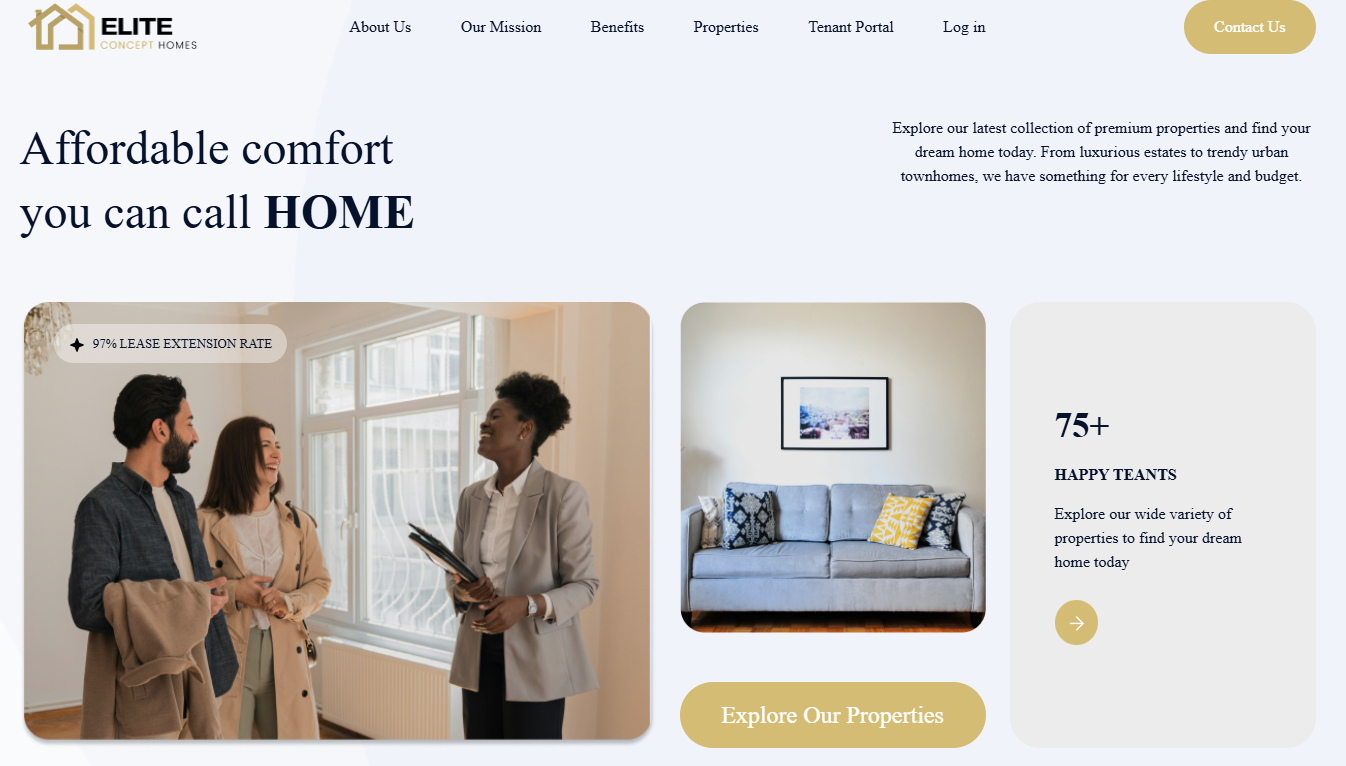 ELITE
CONCEPT HOMES
About Us
Our Mission
Benefits
Properties
Tenant Portal
Log in
Contact Us
Affordable comfort
you can call HOME
Explore our latest collection of premium properties and find your
dream home today. From luxurious estates to trendy urban
townhomes, we have something for every lifestyle and budget.
97% LEASE EXTENSION RATE
75+
HAPPY TEANTS
Explore our wide variety of
properties to find your dream
home today
Explore Our Properties